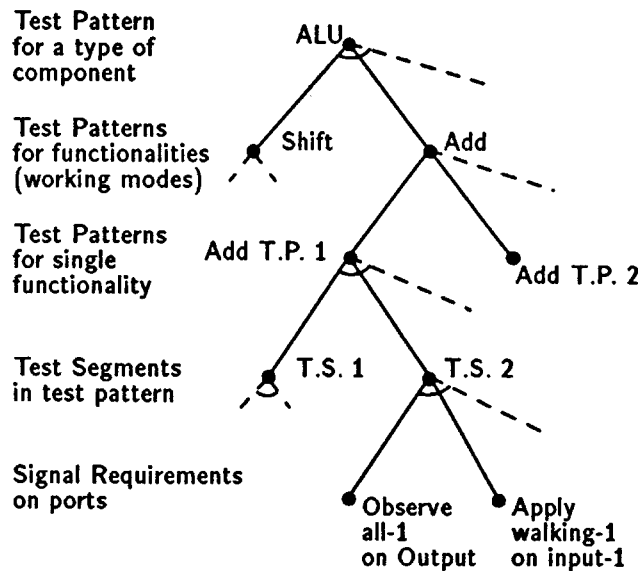 Test Pattern
for a type of
component
ALU
Test Patterns
for functionalities
(working modes)
Shift
Add
Test Patterns
for single
functionality
Add T.P. 1
Add T.P. 2
Test Segments
in test pattern
T.S. 1
T.S. 2
Signal Requirements
on ports
Observe
all-1
on Output
Apply
walking-1
on input-1